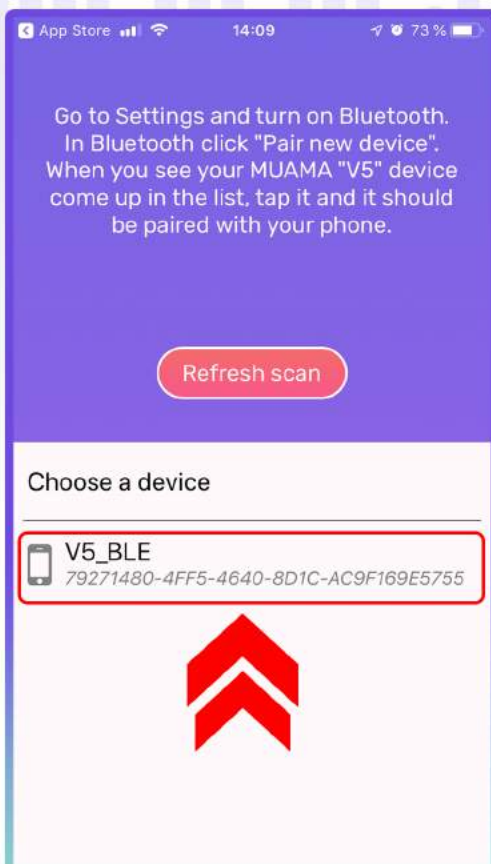 App Store 14:09 73 %
Go to Settings and turn on Bluetooth.
In Bluetooth click "Pair new device".
When you see your MUAMA "V5" device
come up in the list, tap it and it should
be paired with your phone.
Refresh scan
Choose a device
V5_BLE
79271480-4FF5-4640-8D1C-AC9F169E5755